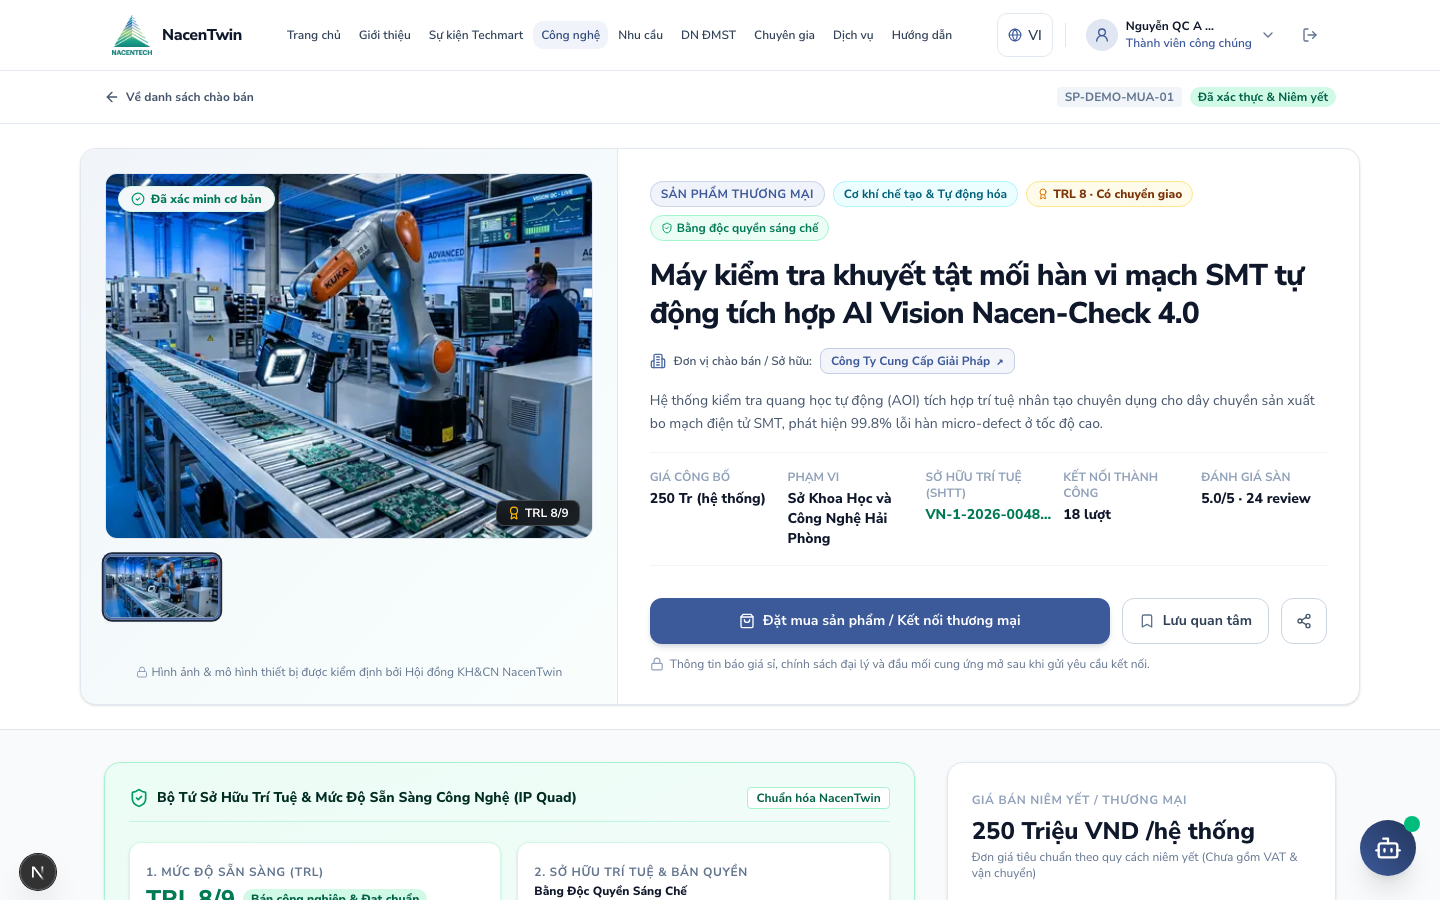 NACENTECH
NacenTwin
Trang chủ
Giới thiệu
Sự kiện Techmart
Công nghệ
Nhu cầu
DN ĐMST
Chuyên gia
Dịch vụ
Hướng dẫn
VI
Nguyễn QC A ...
Thành viên công chúng
Về danh sách chào bán
SP-DEMO-MUA-01
Đã xác thực & Niêm yết
Đã xác minh cơ bản
VISION QC - LIVE
ADVANCED
KUKA
SICK
TRL 8/9
Hình ảnh & mô hình thiết bị được kiểm định bởi Hội đồng KH&CN NacenTwin
SẢN PHẨM THƯƠNG MẠI
Cơ khí chế tạo & Tự động hóa
TRL 8 · Có chuyển giao
Bằng độc quyền sáng chế
Máy kiểm tra khuyết tật mối hàn vi mạch SMT tự
động tích hợp AI Vision Nacen-Check 4.0
Đơn vị chào bán / Sở hữu:
Công Ty Cung Cấp Giải Pháp ↗
Hệ thống kiểm tra quang học tự động (AOI) tích hợp trí tuệ nhân tạo chuyên dụng cho dây chuyền sản xuất
bo mạch điện tử SMT, phát hiện 99.8% lỗi hàn micro-defect ở tốc độ cao.
GIÁ CÔNG BỐ
250 Tr (hệ thống)
PHẠM VI
Sở Khoa Học và
Công Nghệ Hải
Phòng
SỞ HỮU TRÍ TUỆ
(SHTT)
VN-1-2026-0048...
KẾT NỐI THÀNH
CÔNG
18 lượt
ĐÁNH GIÁ SÀN
5.0/5 · 24 review
Đặt mua sản phẩm / Kết nối thương mại
Lưu quan tâm
Thông tin báo giá sỉ, chính sách đại lý và đầu mối cung ứng mở sau khi gửi yêu cầu kết nối.
Bộ Tứ Sở Hữu Trí Tuệ & Mức Độ Sẵn Sàng Công Nghệ (IP Quad)
Chuẩn hóa NacenTwin
1. MỨC ĐỘ SẴN SÀNG (TRL)
TRL 8/9
Bán công nghiệp & Đạt chuẩn
2. SỞ HỮU TRÍ TUỆ & BẢN QUYỀN
Bằng Độc Quyền Sáng Chế
GIÁ BÁN NIÊM YẾT / THƯƠNG MẠI
250 Triệu VND /hệ thống
Đơn giá tiêu chuẩn theo quy cách niêm yết (Chưa gồm VAT &
vận chuyển)
N